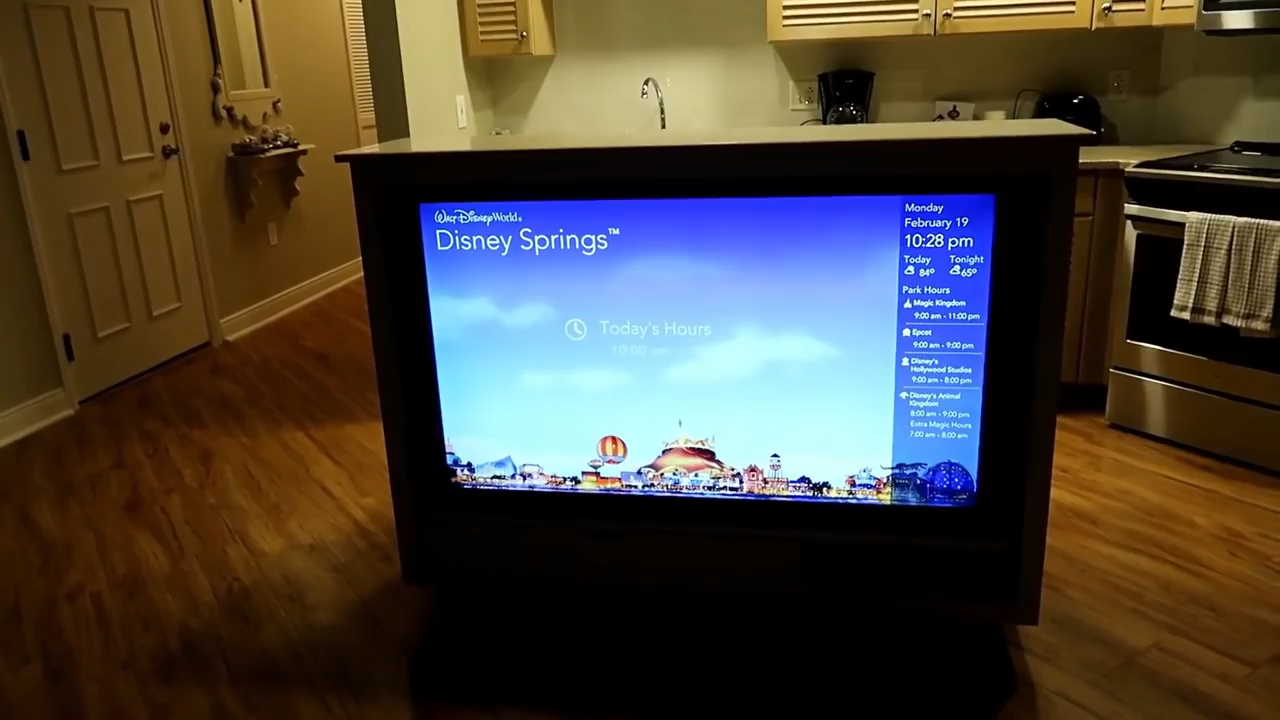 Walt Disney World®
Disney Springs™
Today's Hours
10:00 am
Monday
February 19
10:28 pm
Today Tonight
84° 65°
Park Hours
Magic Kingdom
9:00 am - 11:00 pm
Epcot
9:00 am - 9:00 pm
Disney's
Hollywood Studios
9:00 am - 8:00 pm
Disney's Animal
Kingdom
8:00 am - 9:00 pm
Extra Magic Hours
7:00 am - 8:00 am